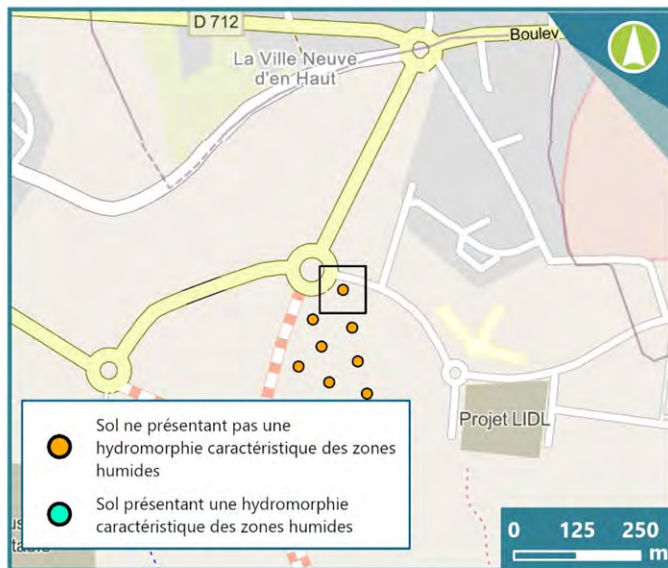 D 712
Boulev
La Ville Neuve
d'en Haut
Projet LIDL
Sol ne présentant pas une
hydromorphie caractéristique des zones
humides
Sol présentant une hydromorphie
caractéristique des zones humides
0 125 250
m